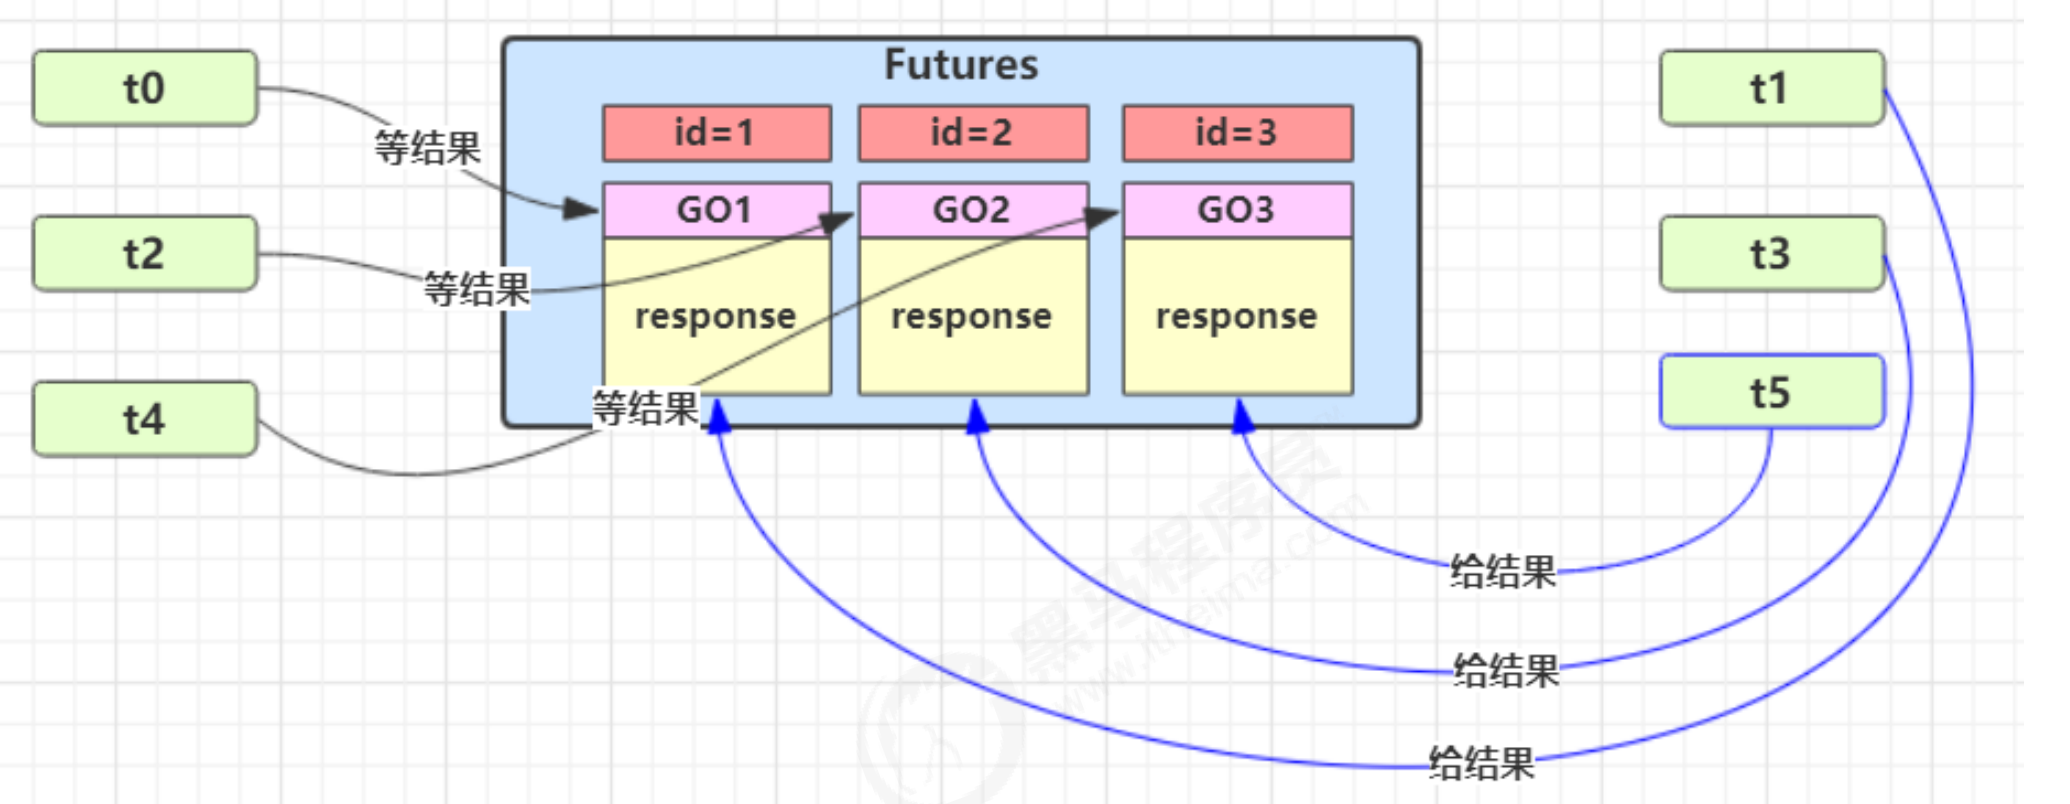 Futures
t0
t1
等结果
id=1
id=2
id=3
GO1
GO2
GO3
t2
t3
等结果
response
response
response
t4
t5
等结果
给结果
给结果
给结果
黑马程序员
www.itheima.com